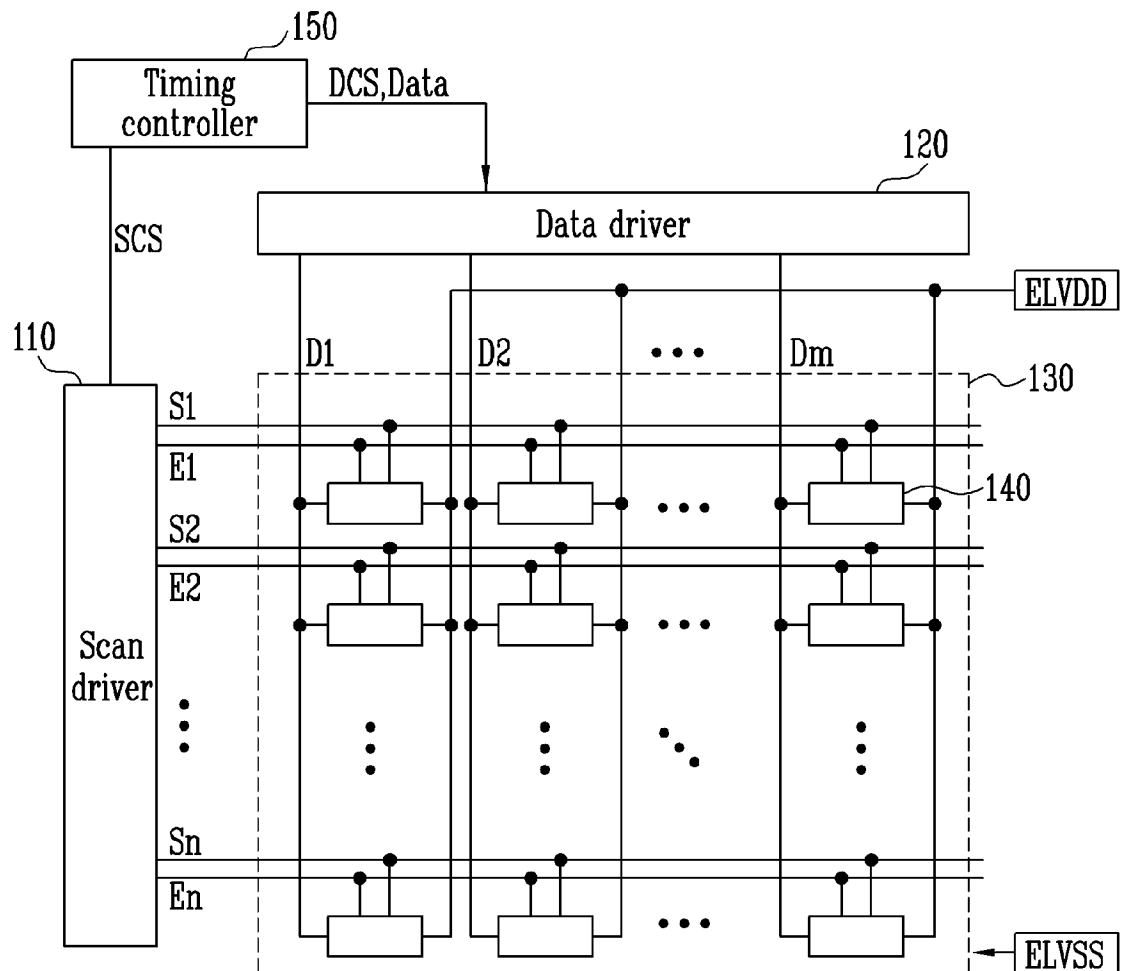 150
Timing
controller
DCS,Data
120
Data driver
SCS
ELVDD
110
D1
D2
Dm
130
S1
E1
140
S2
E2
Scan
driver
Sn
En
ELVSS